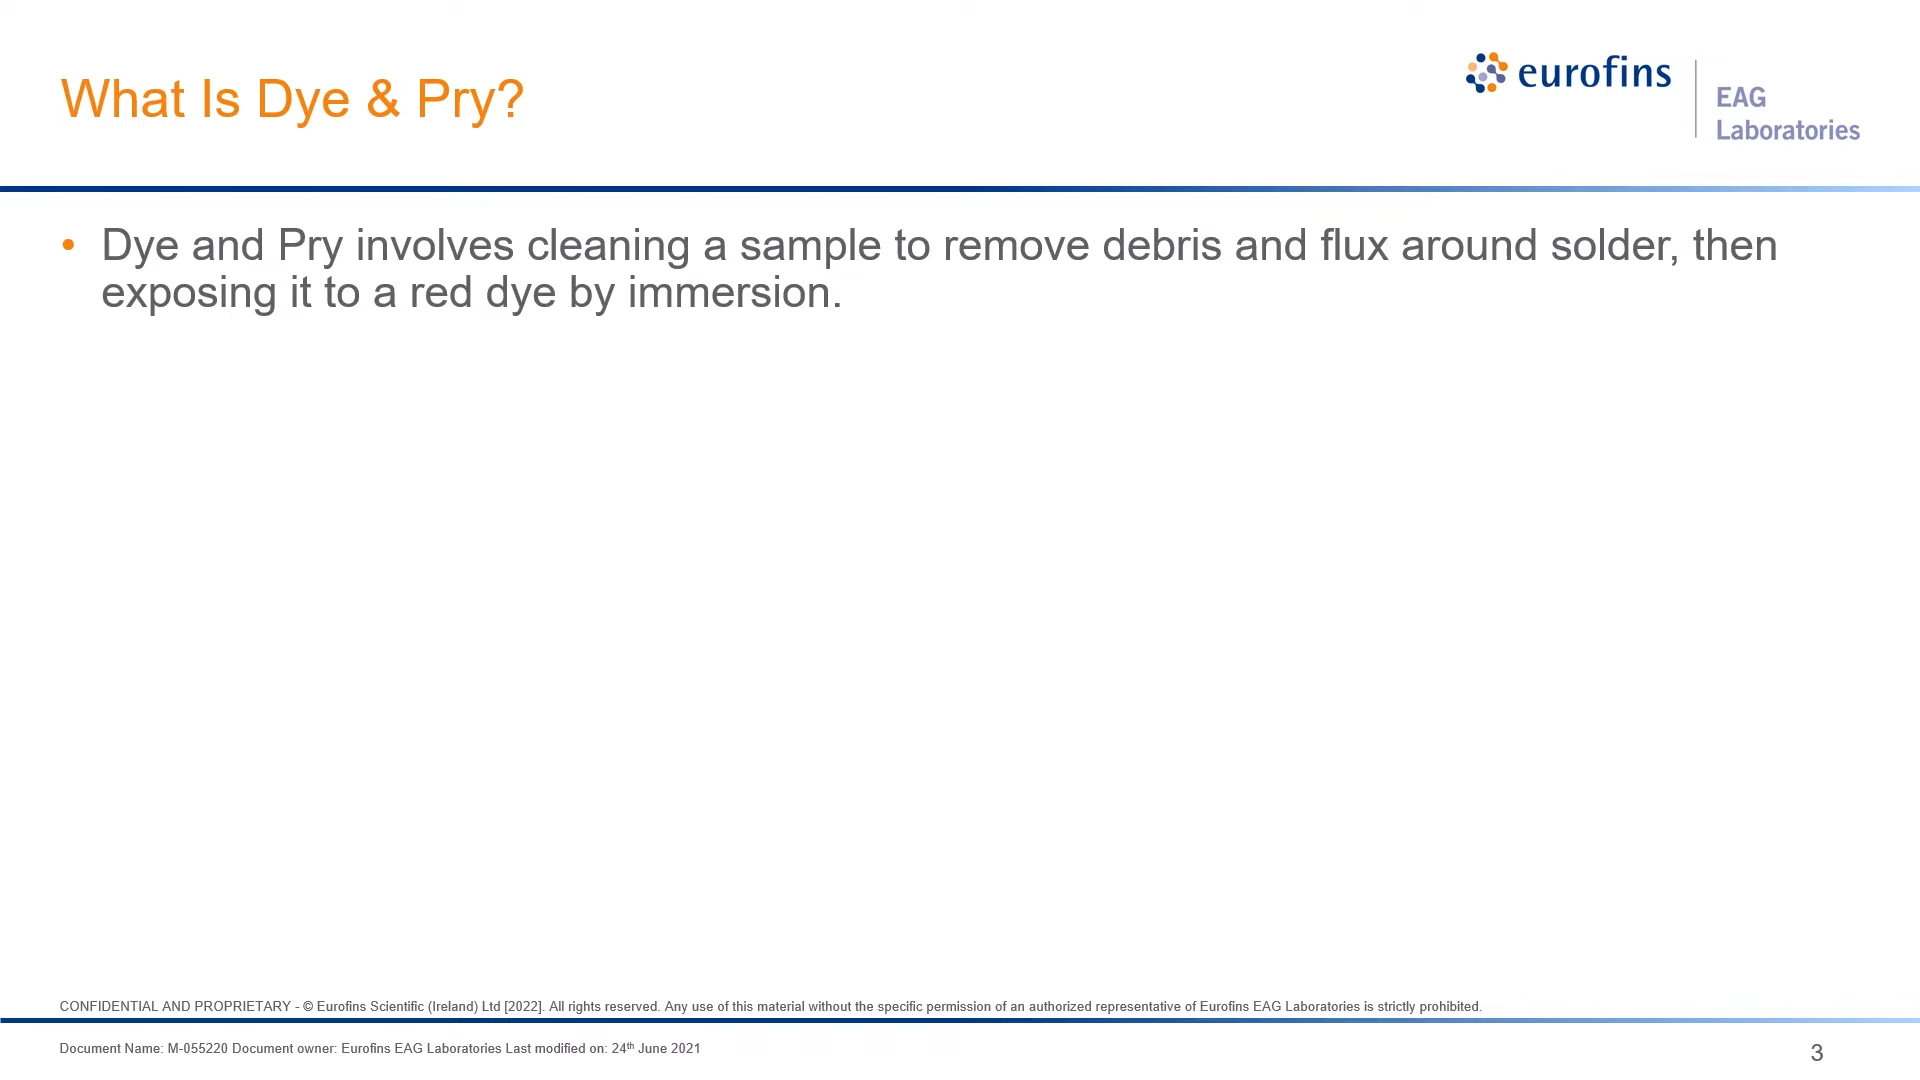 What Is Dye & Pry?
eurofins
EAG
Laboratories
• Dye and Pry involves cleaning a sample to remove debris and flux around solder, then
exposing it to a red dye by immersion.
CONFIDENTIAL AND PROPRIETARY - © Eurofins Scientific (Ireland) Ltd [2022]. All rights reserved. Any use of this material without the specific permission of an authorized representative of Eurofins EAG Laboratories is strictly prohibited.
Document Name: M-055220 Document owner: Eurofins EAG Laboratories Last modified on: 24th June 2021
3